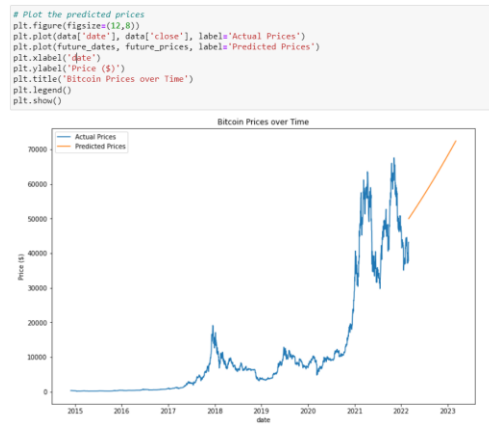 # Plot the predicted prices
plt.figure(figsize=(12,8))
plt.plot(data['date'], data['close'], label='Actual Prices')
plt.plot(future_dates, future_prices, label='Predicted Prices')
plt.xlabel('date')
plt.ylabel('Price ($)')
plt.title('Bitcoin Prices over Time')
plt.legend()
plt.show()
Bitcoin Prices over Time
Actual Prices
Predicted Prices
70000
60000
50000
40000
30000
20000
10000
0
Price ($)
2015 2016 2017 2018 2019 2020 2021 2022 2023
date